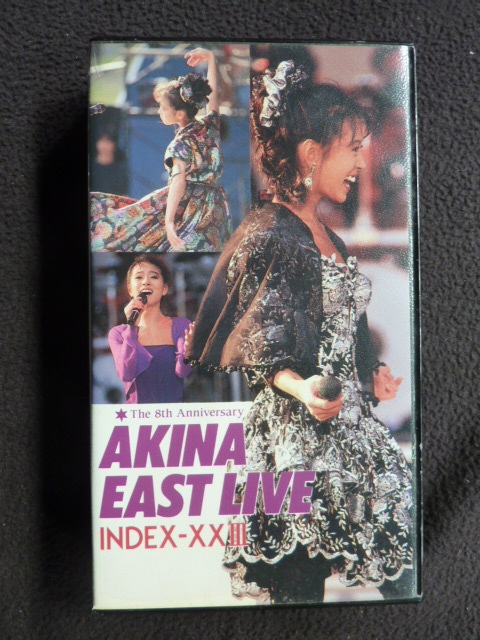 The 8th Anniversary
AKINA
EAST LIVE
INDEX-XXIII